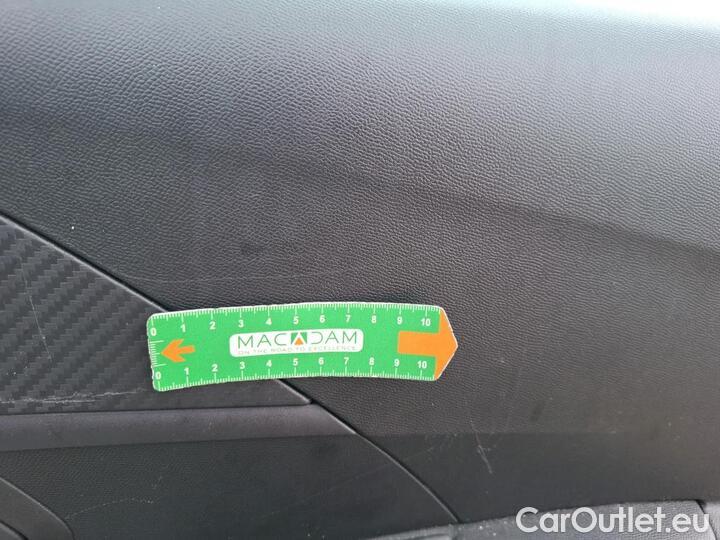 0 1 2 3 4 5 6 7 8 9 10
MACADAM
ON THE ROAD TO EXCELLENCE
0 1 2 3 4 5 6 7 8 9 10
CarOutlet.eu